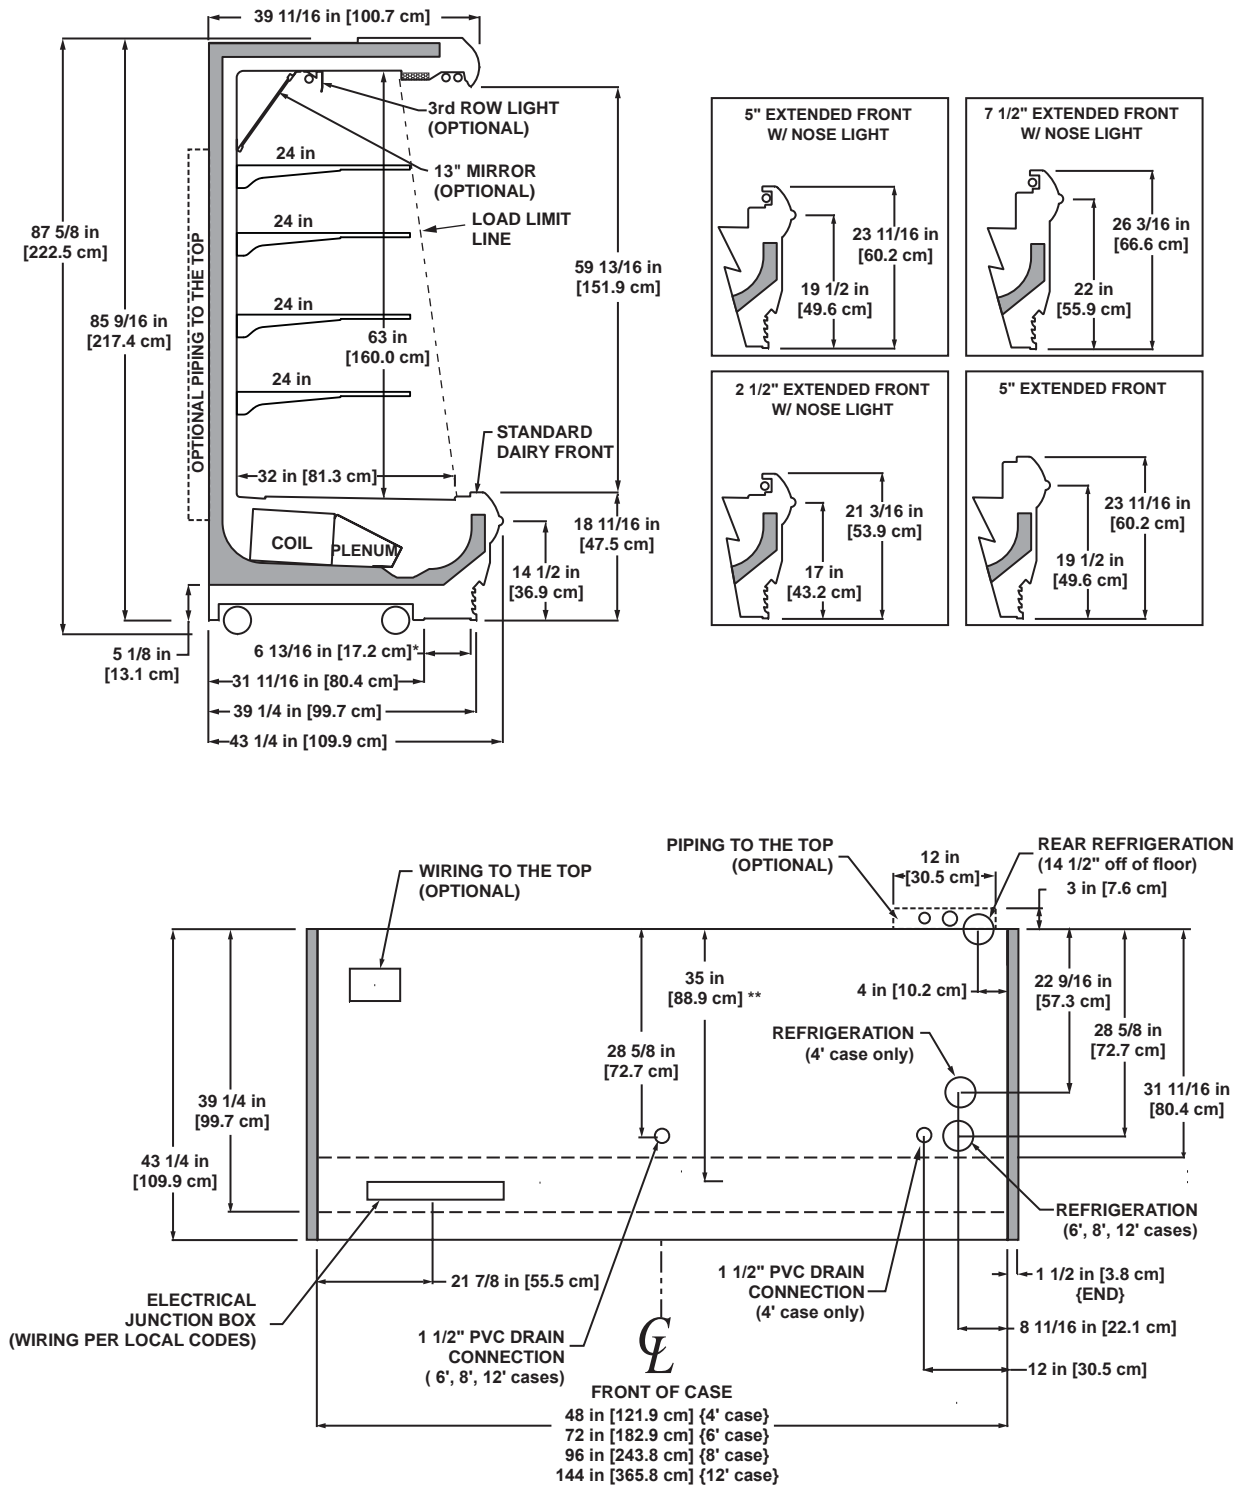 39 11/16 in [100.7 cm]
3rd ROW LIGHT
(OPTIONAL)
24 in
13" MIRROR
(OPTIONAL)
LOAD LIMIT
LINE
24 in
87 5/8 in
[222.5 cm]
OPTIONAL PIPING TO THE TOP
59 13/16 in
[151.9 cm]
85 9/16 in
[217.4 cm]
24 in
63 in
[160.0 cm]
24 in
STANDARD
DAIRY FRONT
32 in [81.3 cm]
COIL
PLENUM
18 11/16 in
[47.5 cm]
14 1/2 in
[36.9 cm]
5 1/8 in
[13.1 cm]
6 13/16 in [17.2 cm]*
31 11/16 in [80.4 cm]
39 1/4 in [99.7 cm]
43 1/4 in [109.9 cm]
5" EXTENDED FRONT
W/ NOSE LIGHT
23 11/16 in
[60.2 cm]
19 1/2 in
[49.6 cm]
7 1/2" EXTENDED FRONT
W/ NOSE LIGHT
26 3/16 in
[66.6 cm]
22 in
[55.9 cm]
2 1/2" EXTENDED FRONT
W/ NOSE LIGHT
21 3/16 in
[53.9 cm]
17 in
[43.2 cm]
5" EXTENDED FRONT
23 11/16 in
[60.2 cm]
19 1/2 in
[49.6 cm]
PIPING TO THE TOP
(OPTIONAL)
12 in
[30.5 cm]
REAR REFRIGERATION
(14 1/2" off of floor)
3 in [7.6 cm]
WIRING TO THE TOP
(OPTIONAL)
35 in
[88.9 cm] **
4 in [10.2 cm]
22 9/16 in
[57.3 cm]
REFRIGERATION
(4' case only)
28 5/8 in
[72.7 cm]
28 5/8 in
[72.7 cm]
31 11/16 in
[80.4 cm]
39 1/4 in
[99.7 cm]
43 1/4 in
[109.9 cm]
REFRIGERATION
(6', 8', 12' cases)
21 7/8 in [55.5 cm]
1 1/2" PVC DRAIN
CONNECTION
(4' case only)
1 1/2 in [3.8 cm]
{END}
ELECTRICAL
JUNCTION BOX
(WIRING PER LOCAL CODES)
1 1/2" PVC DRAIN
CONNECTION
( 6', 8', 12' cases)
8 11/16 in [22.1 cm]
CL
12 in [30.5 cm]
FRONT OF CASE
48 in [121.9 cm] {4' case}
72 in [182.9 cm] {6' case}
96 in [243.8 cm] {8' case}
144 in [365.8 cm] {12' case}